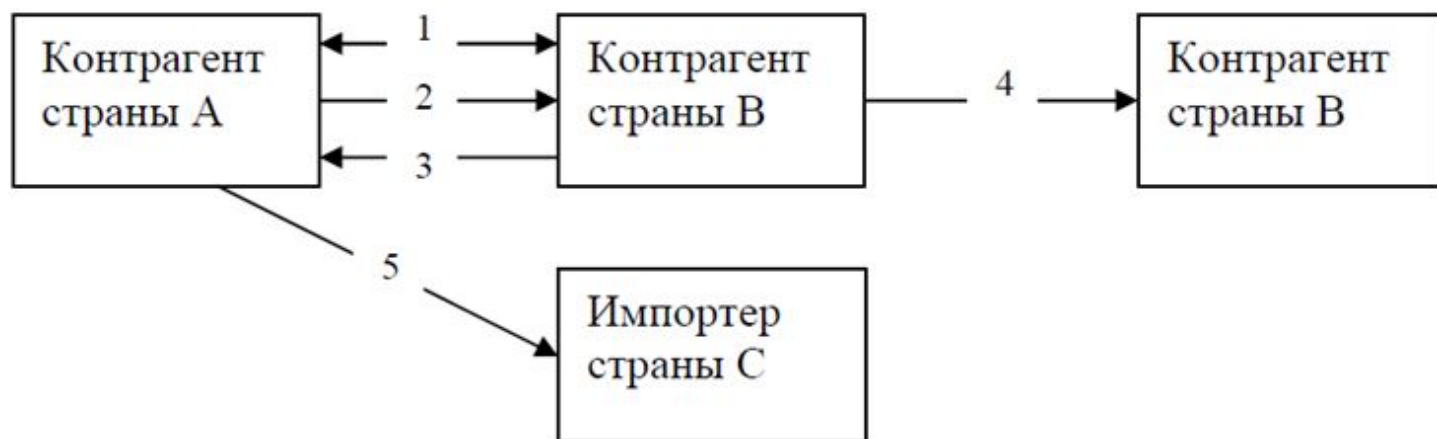 Контрагент
страны А
1
2
3
Контрагент
страны В
4
Контрагент
страны В
5
Импортер
страны С